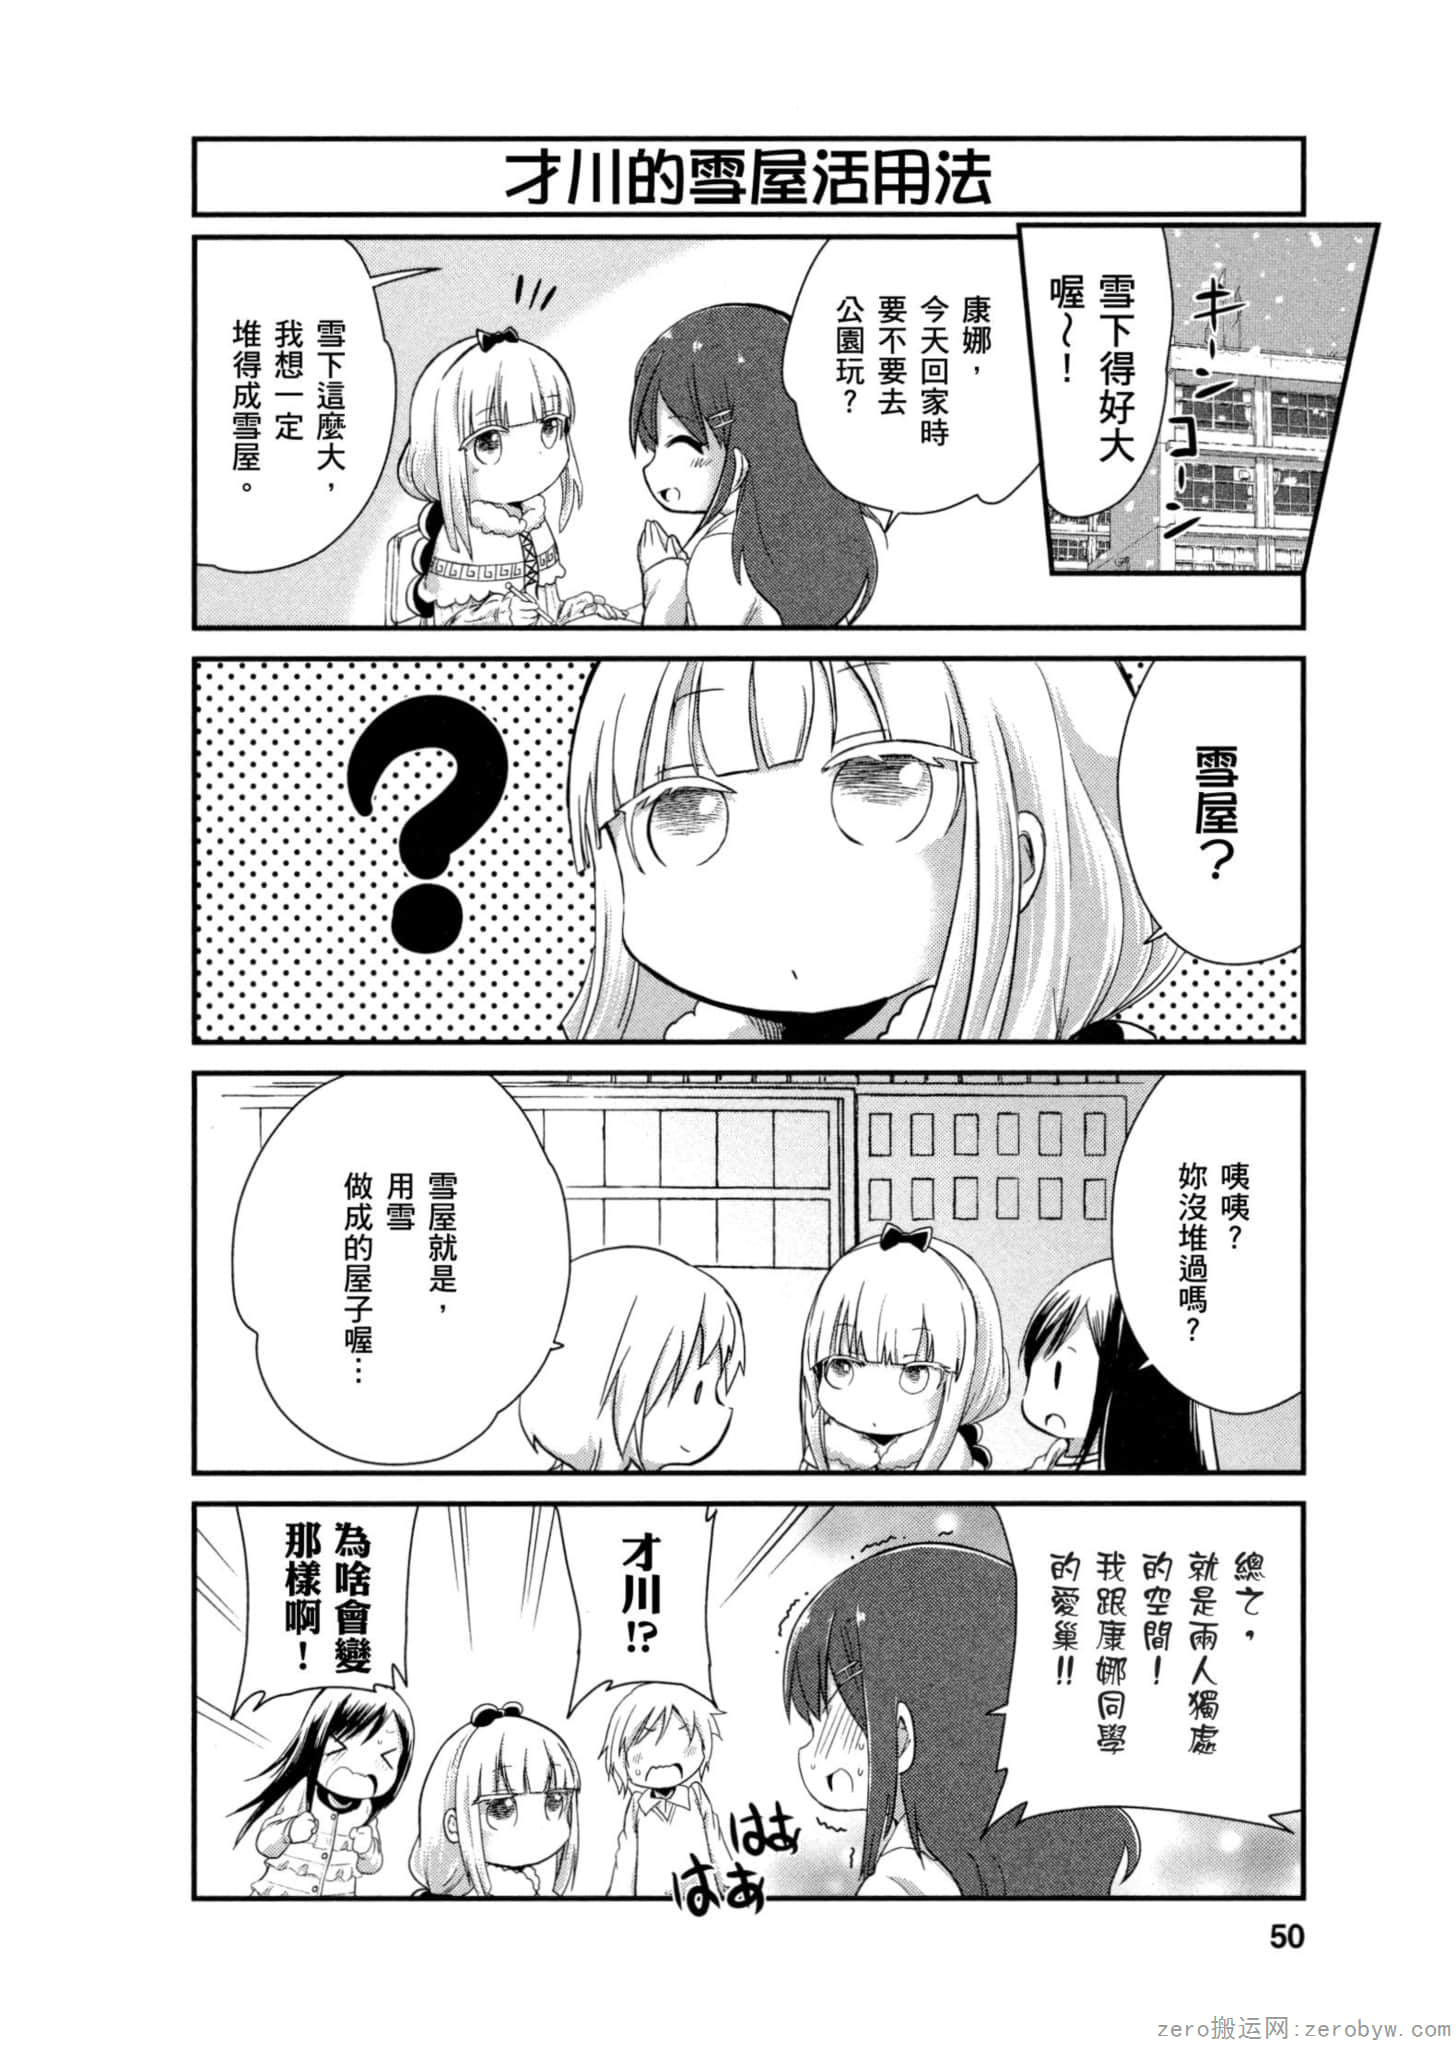 才川的雪屋活用法
雪下得好大
喔～！
キーンコーン
康娜，
今天回家時
要不要去
公園玩？
雪下這麼大，
我想一定
堆得成雪屋。
雪屋？
？
咦咦？
妳沒堆過嗎？
雪屋就是，
用雪
做成的屋子喔…
總之，
就是兩人獨處
的空間！
我跟康娜同學
的愛巢!!
才川!?
為啥會變
那樣啊！
はぁ
はぁ
50
zero搬运网:zerobyw.com